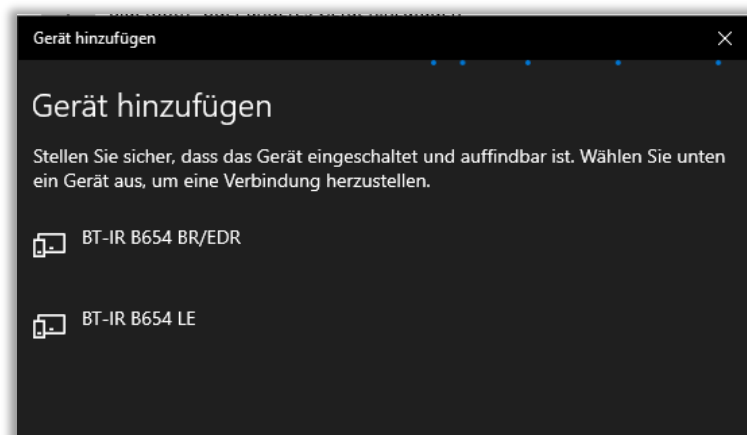 Gerät hinzufügen
Gerät hinzufügen
Stellen Sie sicher, dass das Gerät eingeschaltet und auffindbar ist. Wählen Sie unten
ein Gerät aus, um eine Verbindung herzustellen.
BT-IR B654 BR/EDR
BT-IR B654 LE